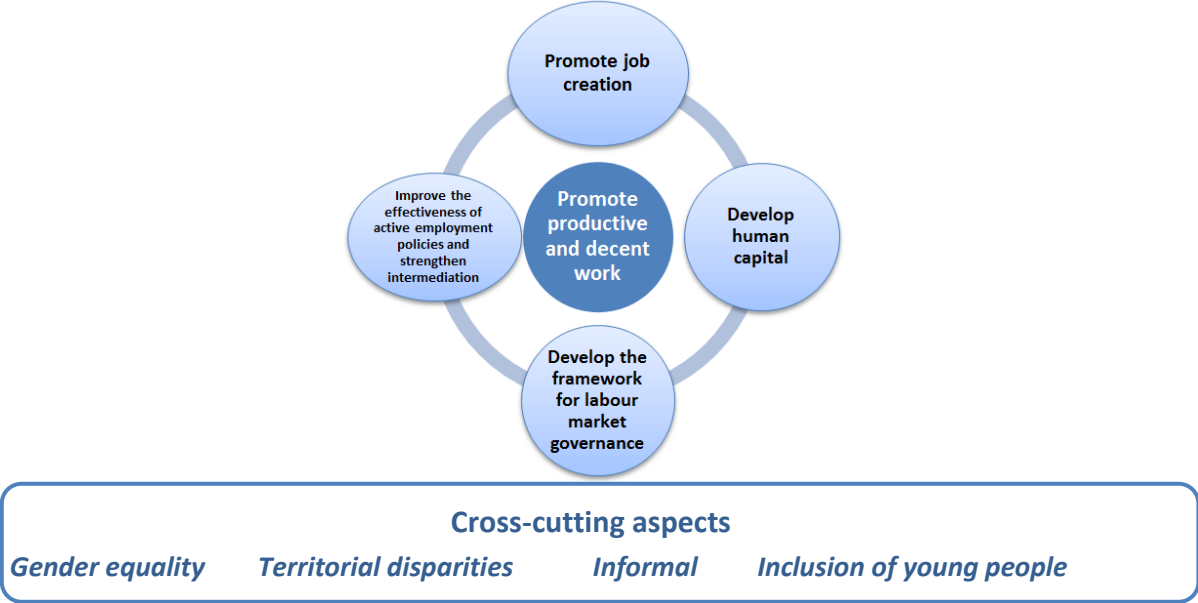 Promote job
creation
Improve the
effectiveness of
active employment
policies and
strengthen
intermediation
Promote
productive
and decent
work
Develop
human
capital
Develop the
framework
for labour
market
governance
Cross-cutting aspects
Gender equality Territorial disparities Informal Inclusion of young people